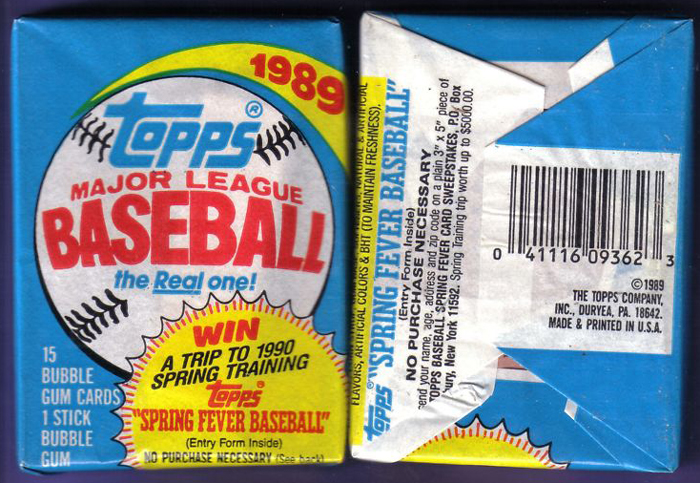 1989
Topps®
MAJOR LEAGUE
BASEBALL
the Real one!
WIN
A TRIP TO 1990
SPRING TRAINING
Topps®
"SPRING FEVER BASEBALL"
(Entry Form Inside)
NO PURCHASE NECESSARY (See back)
15
BUBBLE
GUM CARDS
1 STICK
BUBBLE
GUM
FLAVORS, ARTIFICIAL COLORS & BHT (TO MAINTAIN FRESHNESS).
Topps® "SPRING FEVER BASEBALL"
(Entry Form Inside)
NO PURCHASE NECESSARY
end your name, age, address and zip code on a plain 3" x 5" piece of
TOPPS BASEBALL SPRING FEVER CARD SWEEPSTAKES, P.O. Box
ury, New York 11592. Spring Training trip worth up to $5000.00.
0 41116 09362 3
©1989
THE TOPPS COMPANY,
INC., DURYEA, PA. 18642.
MADE & PRINTED IN U.S.A.